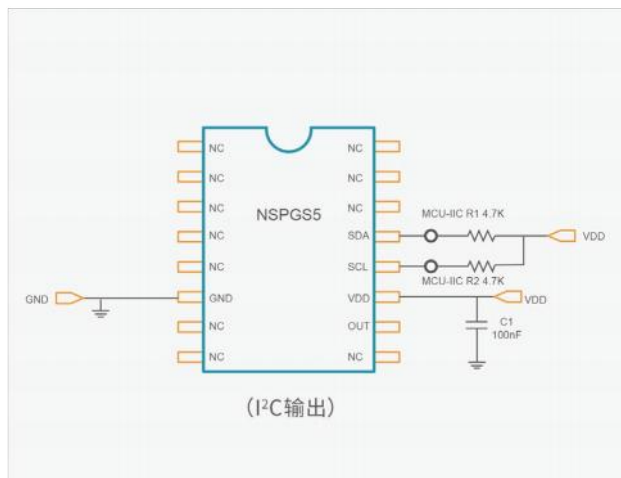 NC NC
NC NC
NC NC
NSPGS5
MCU-IIC R1 4.7K
NC SDA VDD
NC SCL
MCU-IIC R2 4.7K
GND GND VDD VDD
NC OUT C1
100nF
NC NC
(I²C输出)